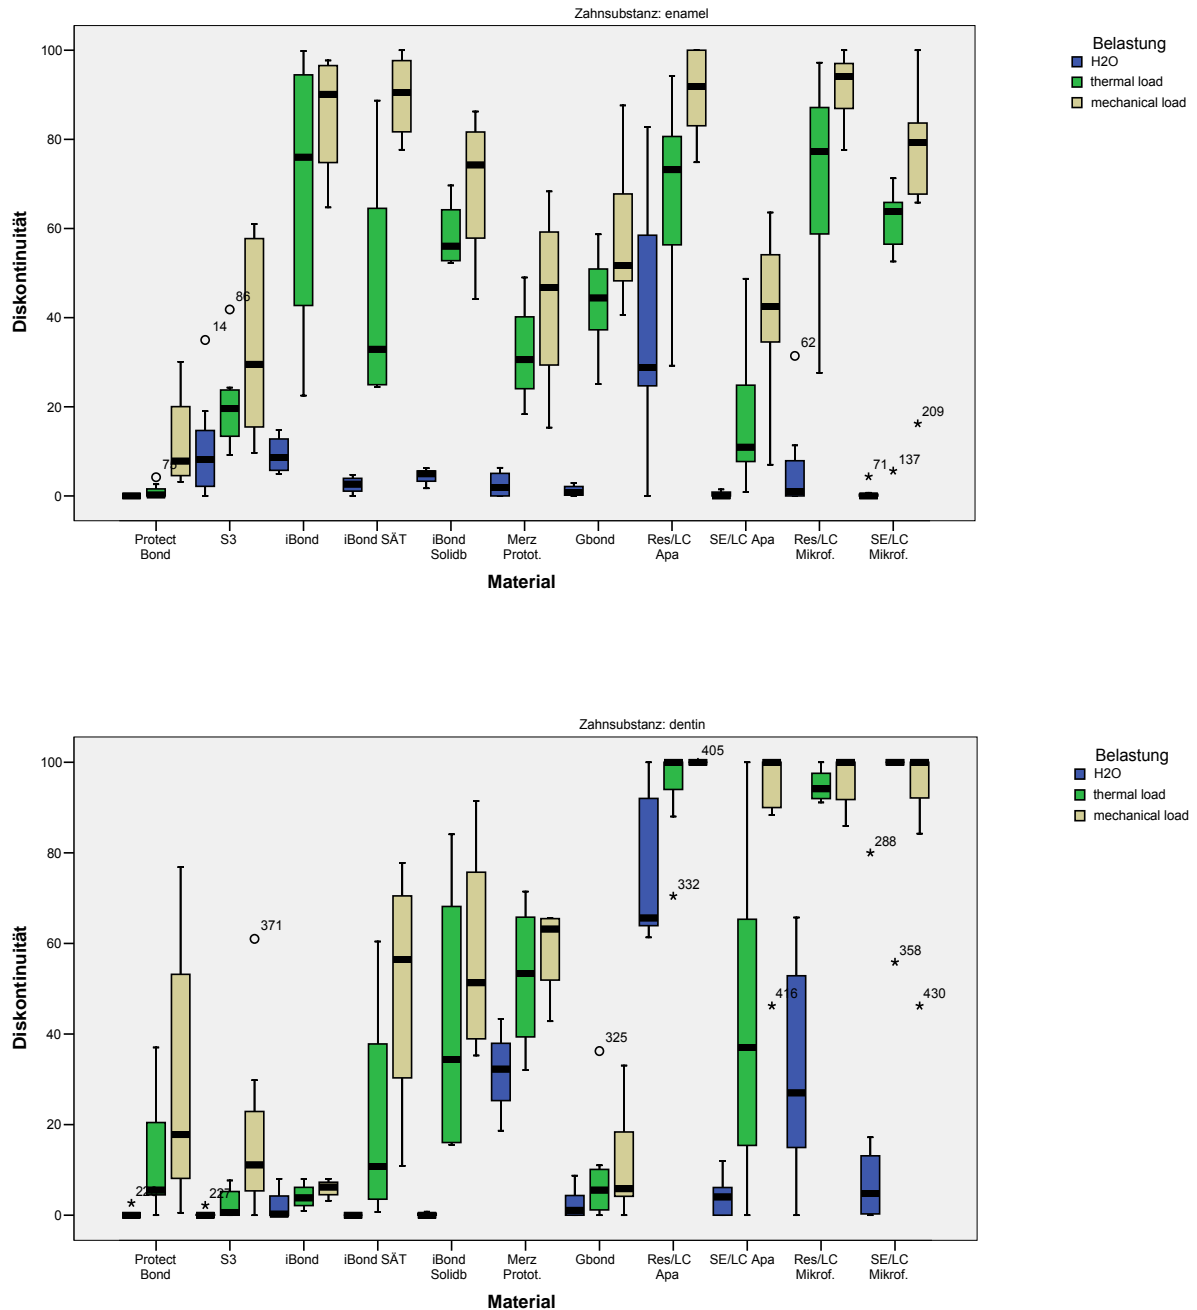 Zahnsubstanz: enamel
Belastung
H2O
thermal load
mechanical load
Diskontinuität
100
80
60
40
20
0
14
86
62
71
137
209
Protect Bond
S3
iBond
iBond SÄT
iBond Solidb
Merz Protot.
Gbond
Res/LC Apa
SE/LC Apa
Res/LC Mikrof.
SE/LC Mikrof.
Material
Zahnsubstanz: dentin
Belastung
H2O
thermal load
mechanical load
Diskontinuität
100
80
60
40
20
0
227
371
325
332
405
416
288
358
430
Protect Bond
S3
iBond
iBond SÄT
iBond Solidb
Merz Protot.
Gbond
Res/LC Apa
SE/LC Apa
Res/LC Mikrof.
SE/LC Mikrof.
Material